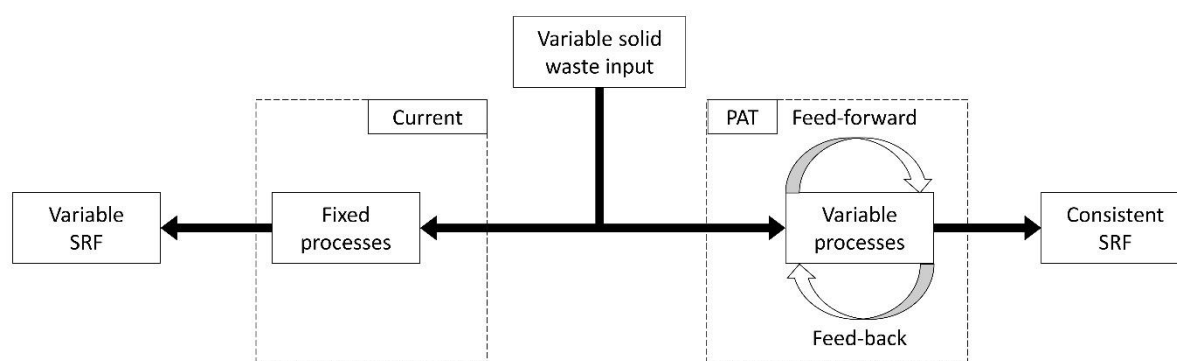 Variable solid
waste input
Current
PAT
Feed-forward
Variable
SRF
Fixed
processes
Variable
processes
Consistent
SRF
Feed-back